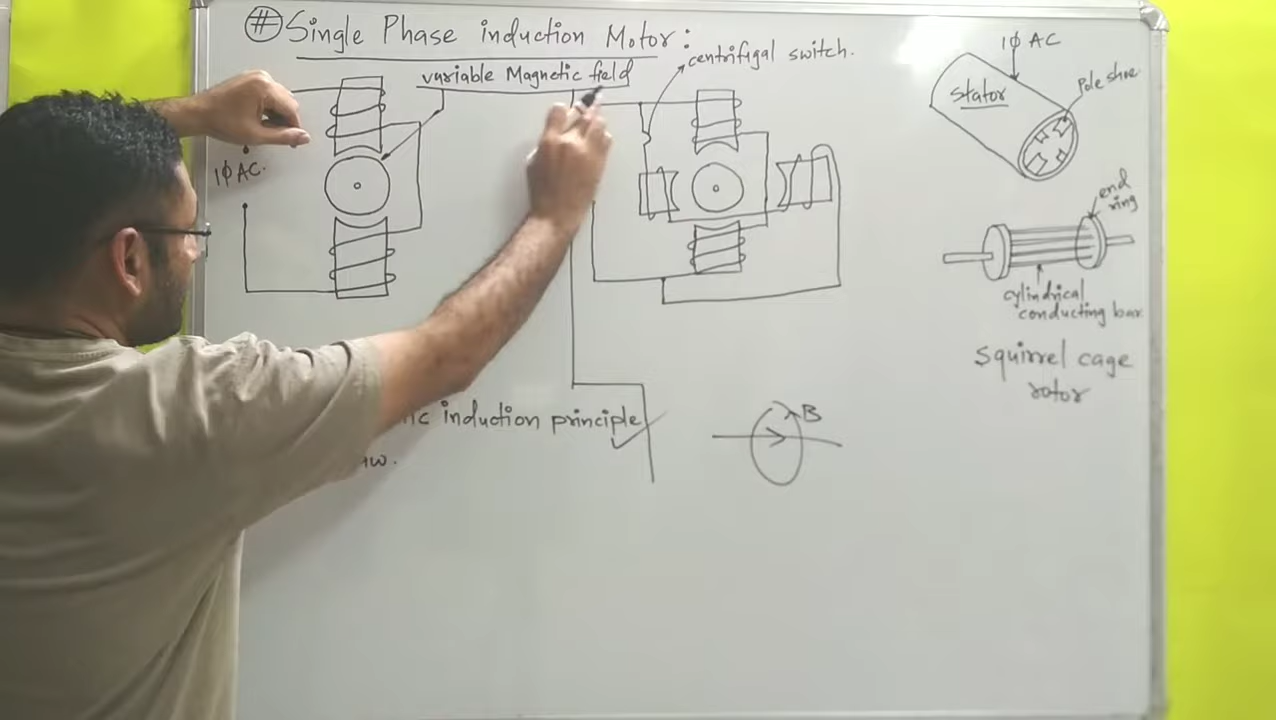 # Single Phase induction Motor:
variable Magnetic field
centrifigal switch.
1ϕ AC.
induction principle
B
1ϕ AC
Stator
Pole shoe
end
ring
cylindrical
conducting bar.
squirrel cage
rotor